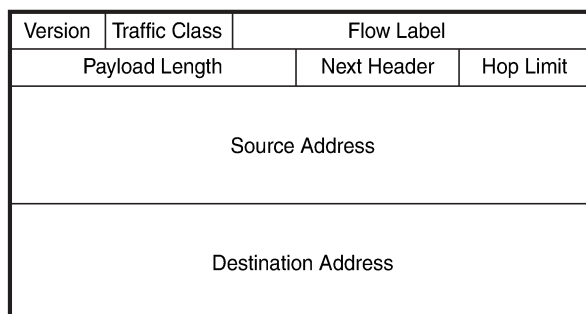 Version Traffic Class Flow Label
Payload Length Next Header Hop Limit
Source Address
Destination Address